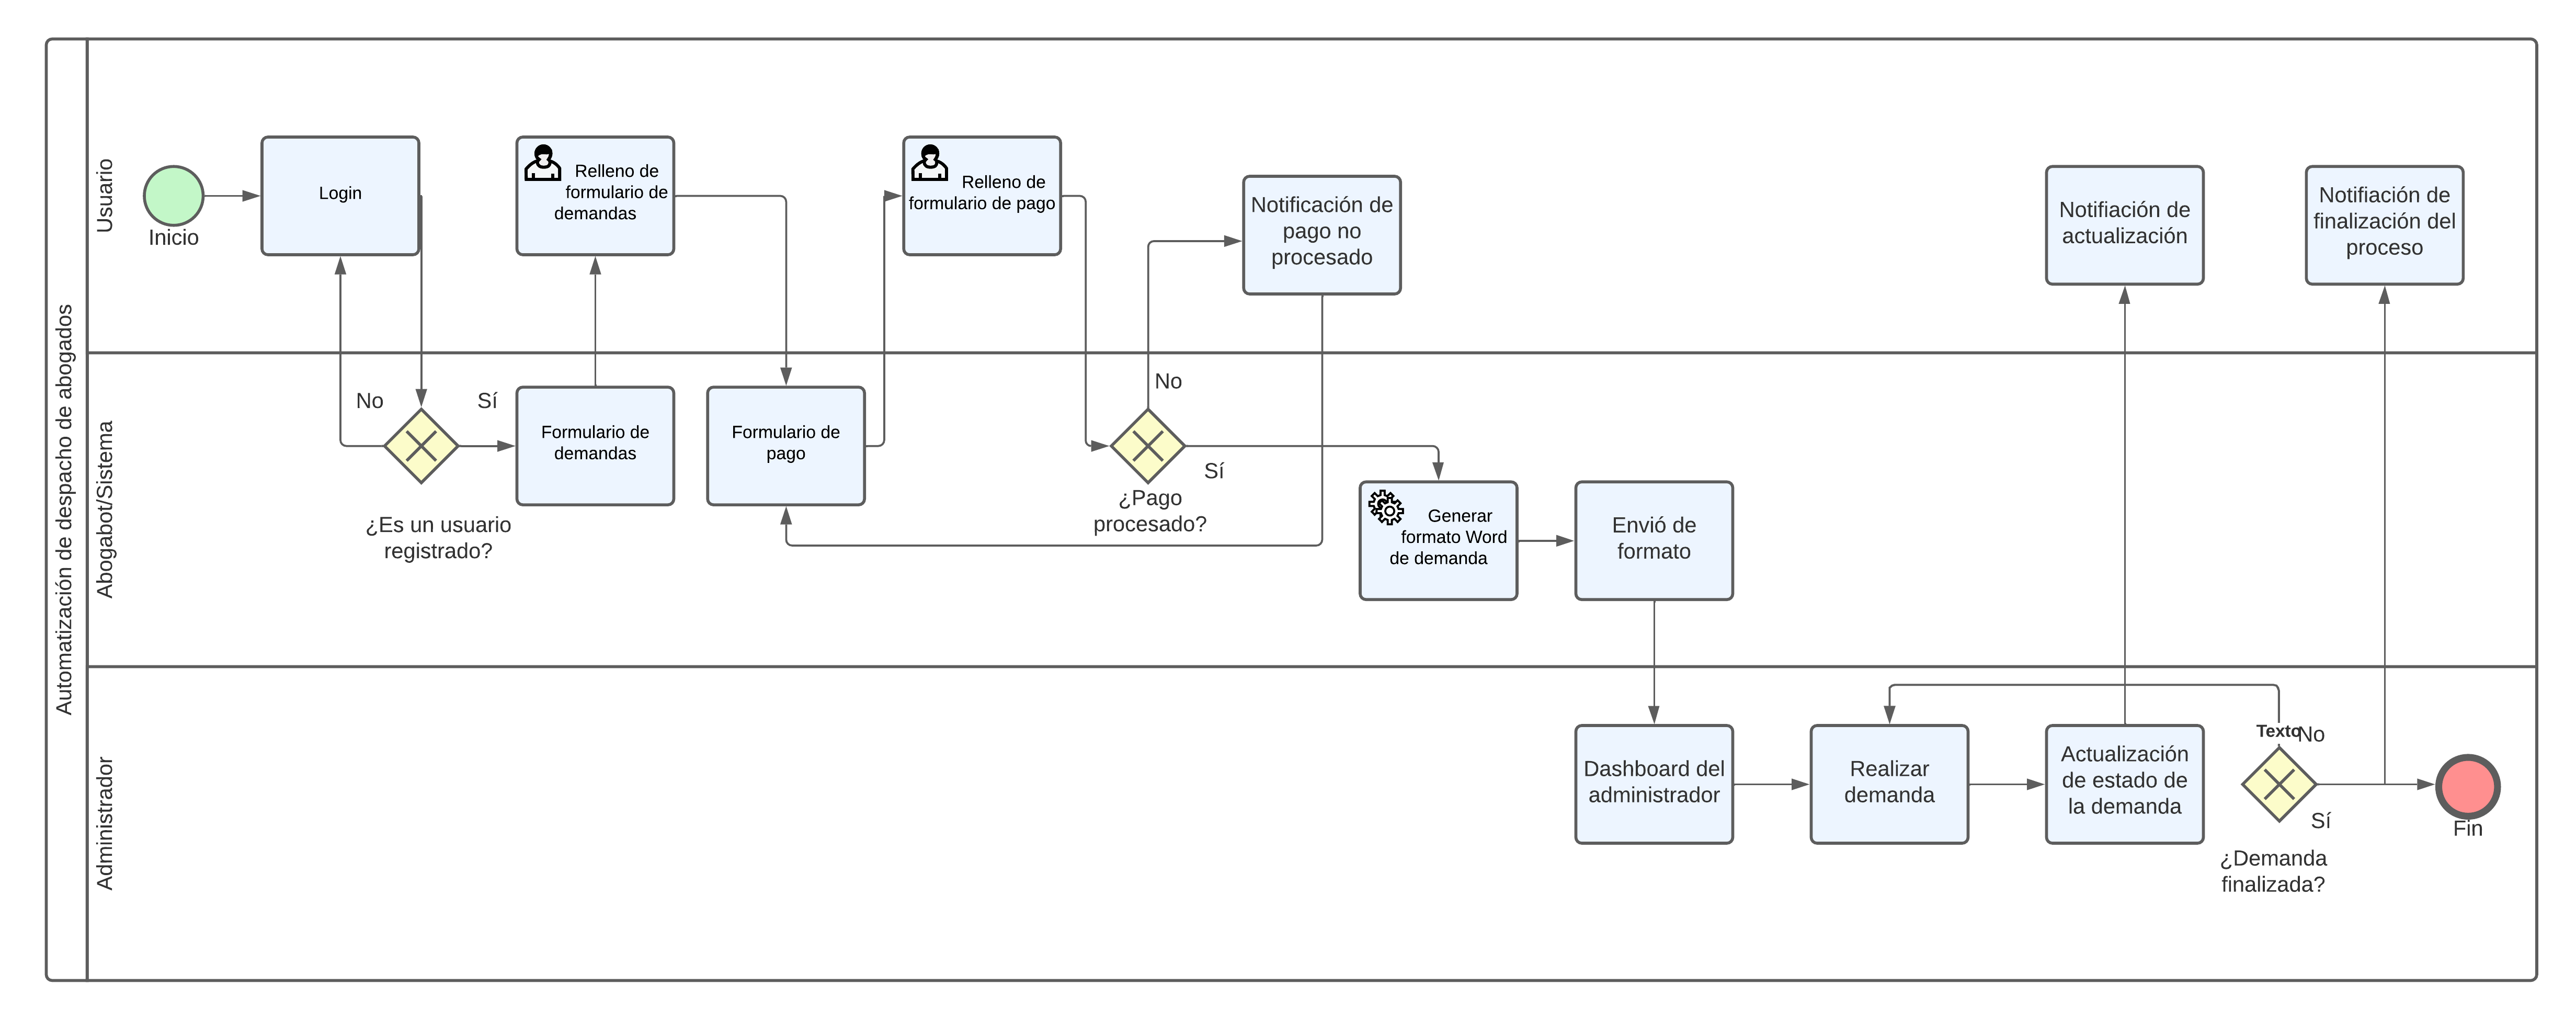 Automatización de despacho de abogados
Usuario
Inicio
Login
Relleno de
formulario de
demandas
Relleno de
formulario de pago
Notificación de
pago no
procesado
Notifiación de
actualización
Notifiación de
finalización del
proceso
Abogabot/Sistema
No
Sí
¿Es un usuario
registrado?
Formulario de
demandas
Formulario de
pago
No
Sí
¿Pago
procesado?
Generar
formato Word
de demanda
Envió de
formato
Administrador
Dashboard del
administrador
Realizar
demanda
Actualización
de estado de
la demanda
Texto
No
Sí
¿Demanda
finalizada?
Fin